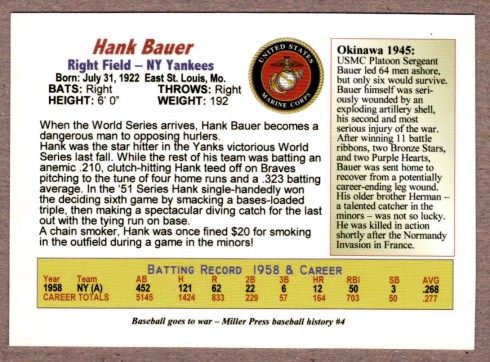 Hank Bauer
Right Field – NY Yankees
Born: July 31, 1922  East St. Louis, Mo.
BATS: Right  THROWS: Right
HEIGHT: 6' 0"  WEIGHT: 192
UNITED STATES
MARINE CORPS
When the World Series arrives, Hank Bauer becomes a
dangerous man to opposing hurlers.
Hank was the star hitter in the Yanks victorious World
Series last fall. While the rest of his team was batting an
anemic .210, clutch-hitting Hank teed off on Braves
pitching to the tune of four home runs and a .323 batting
average. In the '51 Series Hank single-handedly won
the deciding sixth game by smacking a bases-loaded
triple, then making a spectacular diving catch for the last
out with the tying run on base.
A chain smoker, Hank was once fined $20 for smoking
in the outfield during a game in the minors!
Okinawa 1945:
USMC Platoon Sergeant
Bauer led 64 men ashore,
but only six would survive.
Bauer himself was seri-
ously wounded by an
exploding artillery shell,
his second and most
serious injury of the war.
After winning 11 battle
ribbons, two Bronze Stars,
and two Purple Hearts,
Bauer was sent home to
recover from a potentially
career-ending leg wound.
His older brother Herman –
a talented catcher in the
minors – was not so lucky.
He was killed in action
shortly after the Normandy
Invasion in France.
BATTING RECORD 1958 & CAREER
Year Team AB H 2B 3B HR RBI SB AVG
1958 NY (A) 452 121 62 22 6 12 50 3 .268
CAREER TOTALS 5145 1424 833 229 57 164 703 50 .277
Baseball goes to war – Miller Press baseball history #4